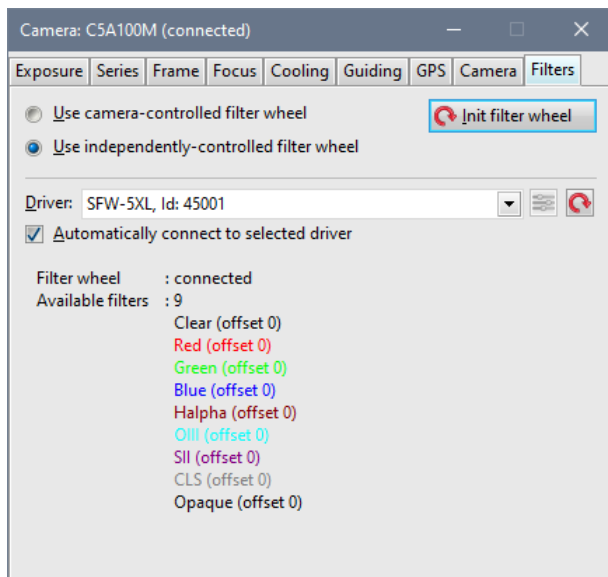 Camera: C5A100M (connected)
Exposure Series Frame Focus Cooling Guiding GPS Camera Filters
Use camera-controlled filter wheel
Init filter wheel
Use independently-controlled filter wheel
Driver: SFW-5XL, Id: 45001
Automatically connect to selected driver
Filter wheel : connected
Available filters : 9
Clear (offset 0)
Red (offset 0)
Green (offset 0)
Blue (offset 0)
Halpha (offset 0)
OIII (offset 0)
SII (offset 0)
CLS (offset 0)
Opaque (offset 0)